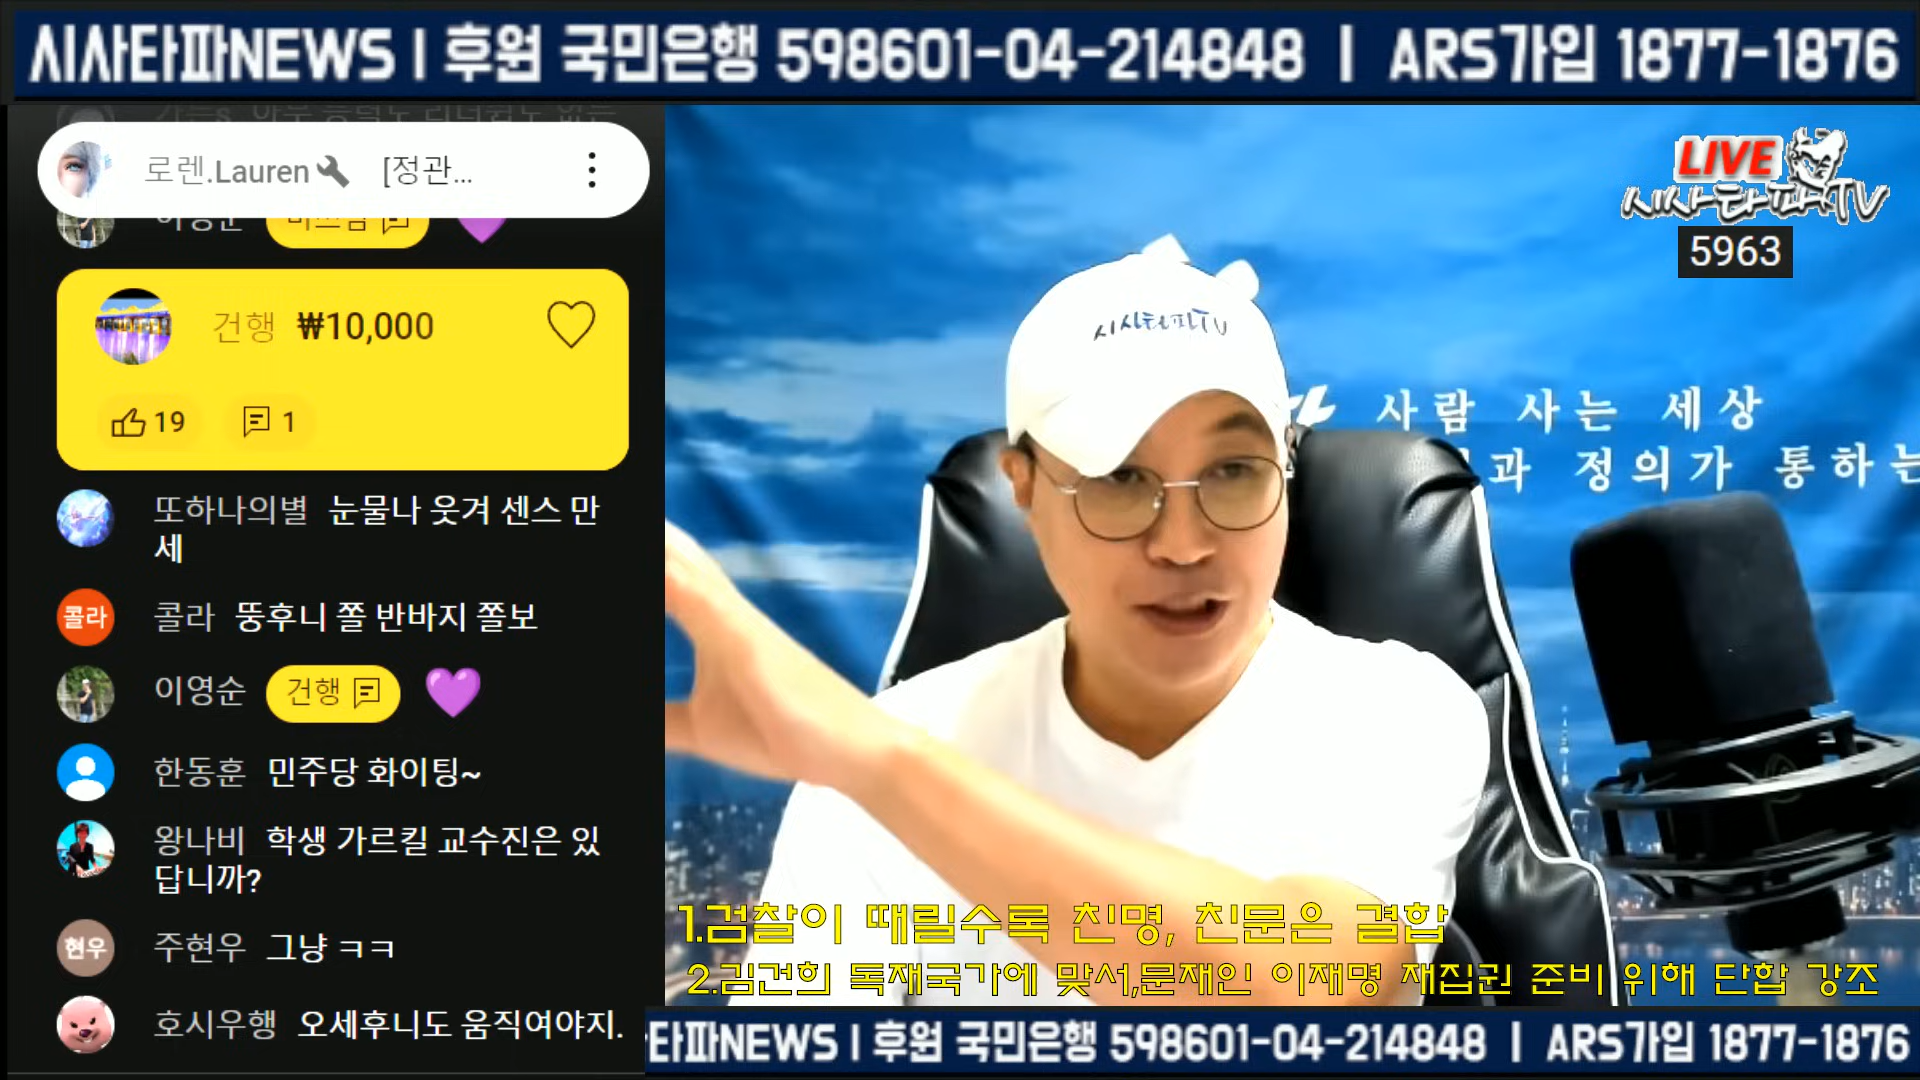 시사타파NEWS | 후원 국민은행 598601-04-214848 | ARS가입 1877-1876
로렌.Lauren [정관...
이영순
건행 ₩10,000
19 1
또하나의별 눈물나 웃겨 센스 만
세
콜라 콜라 뚱후니 쫄 반바지 쫄보
이영순 건행
한동훈 민주당 화이팅~
왕나비 학생 가르킬 교수진은 있
답니까?
현우 주현우 그냥 ㅋㅋ
호시우행 오세후니도 움직여야지.
LIVE
시사타파TV
5963
시사타파TV
사람 사는 세상
과 정의가 통하는
1.검찰이 때릴수록 친명, 친문은 결합
2.김건희 독재국가에 맞서,문재인 이재명 재집권 준비 위해 단합 강조
타파NEWS | 후원 국민은행 598601-04-214848 | ARS가입 1877-1876